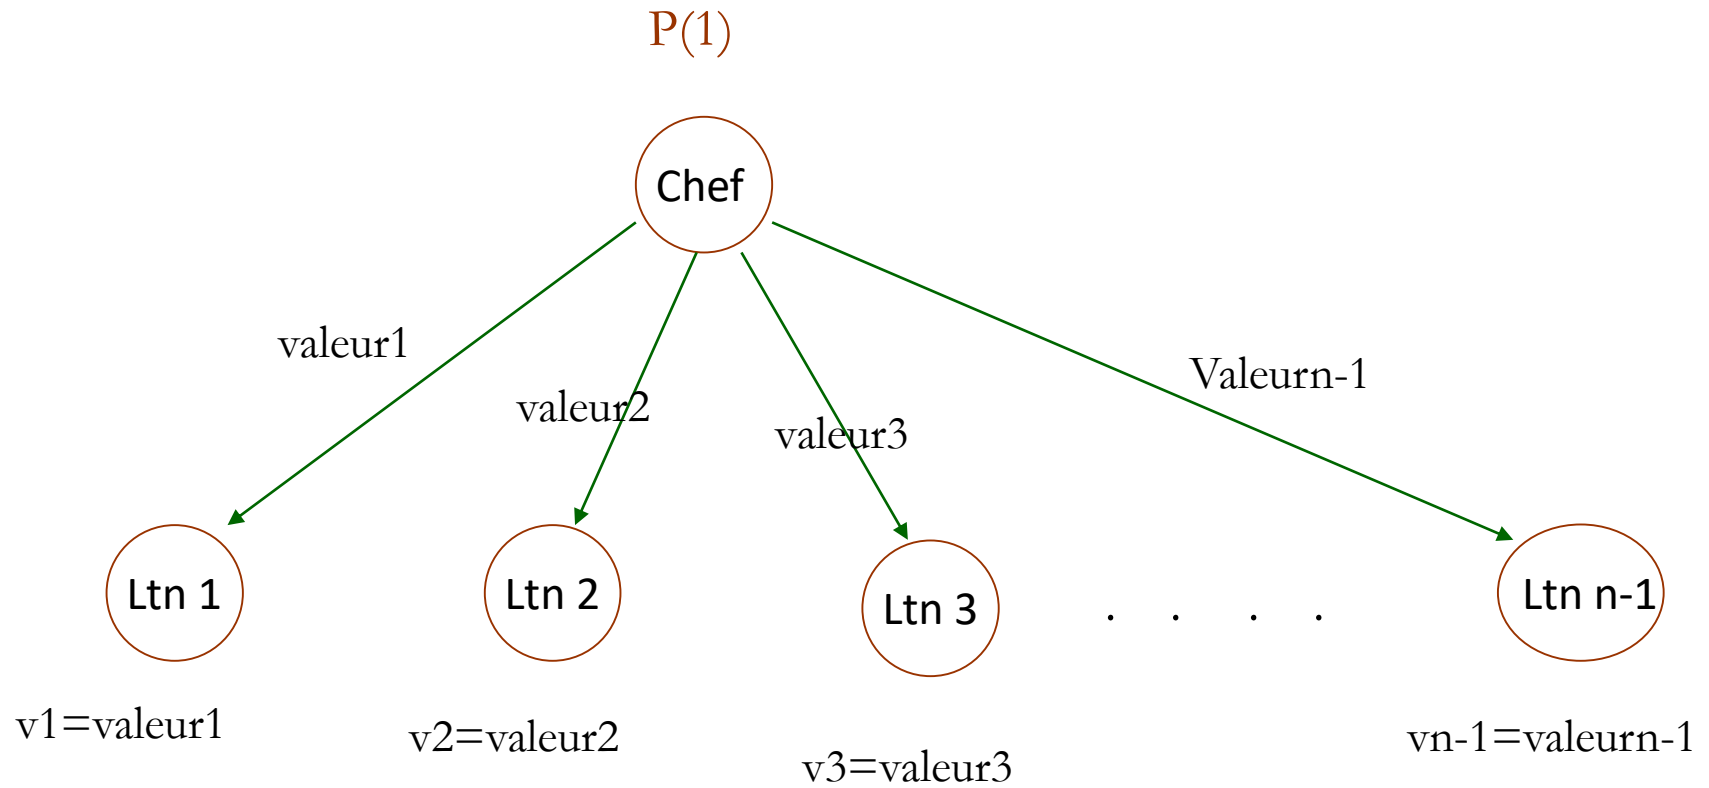 P(1)
Chef
valeur1
Valeurn-1
valeur2
valeur3
Ltn 1
Ltn 2
Ltn 3
. . . .
Ltn n-1
v1=valeur1
v2=valeur2
v3=valeur3
vn-1=valeurn-1